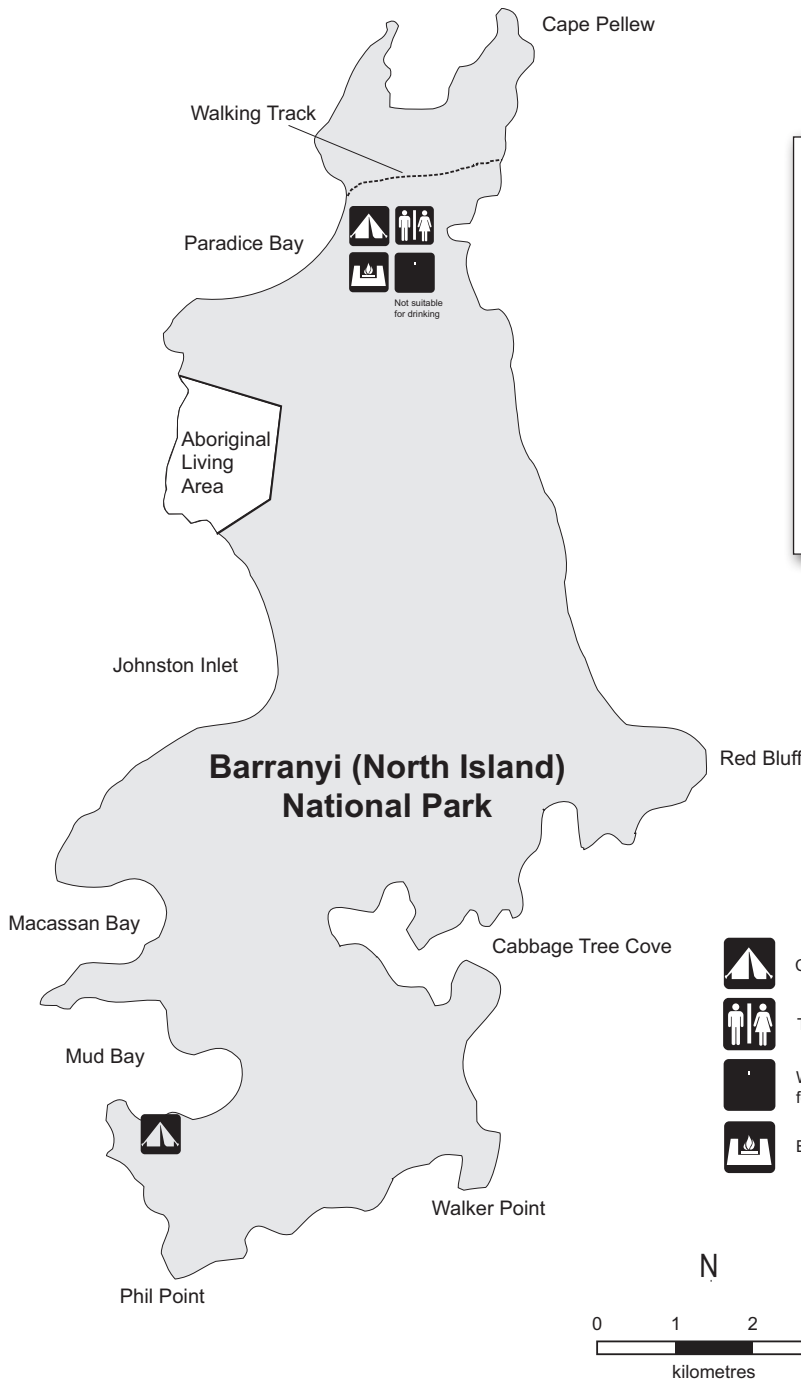 Cape Pellew
Walking Track
Paradice Bay
Not suitable
for drinking
Aboriginal
Living
Area
Johnston Inlet
Barranyi (North Island)
National Park
Red Bluff
Macassan Bay
Cabbage Tree Cove
Mud Bay
Walker Point
Phil Point
N
0 1 2
kilometres